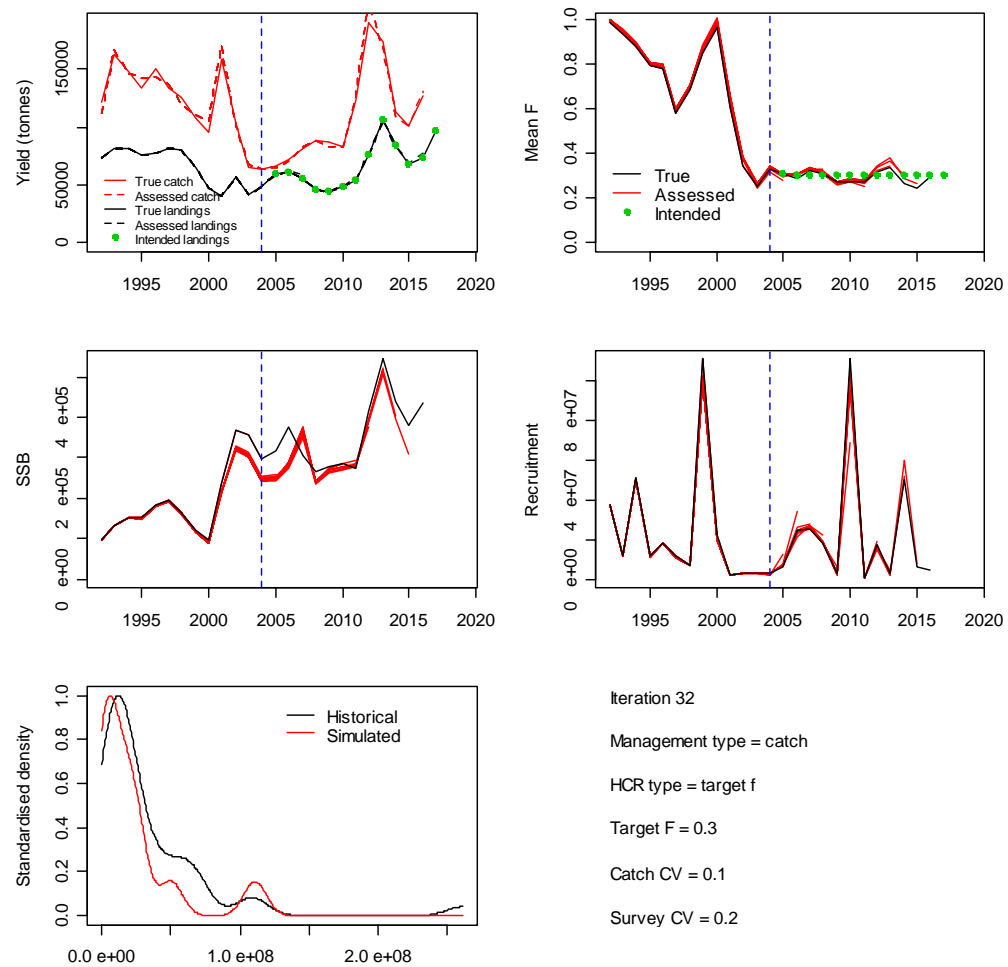 Yield (tonnes)
0
50000
150000
True catch
Assessed catch
True landings
Assessed landings
Intended landings
1995 2000 2005 2010 2015 2020
Mean F
0.0 0.2 0.4 0.6 0.8 1.0
True
Assessed
Intended
1995 2000 2005 2010 2015 2020
SSB
0 e+00 2 e+05 4 e+05
1995 2000 2005 2010 2015 2020
Recruitment
0 e+00 4 e+07 8 e+07
1995 2000 2005 2010 2015 2020
Standardised density
0.0 0.2 0.4 0.6 0.8 1.0
Historical
Simulated
0.0 e+00 1.0 e+08 2.0 e+08
Iteration 32
Management type = catch
HCR type = target f
Target F = 0.3
Catch CV = 0.1
Survey CV = 0.2